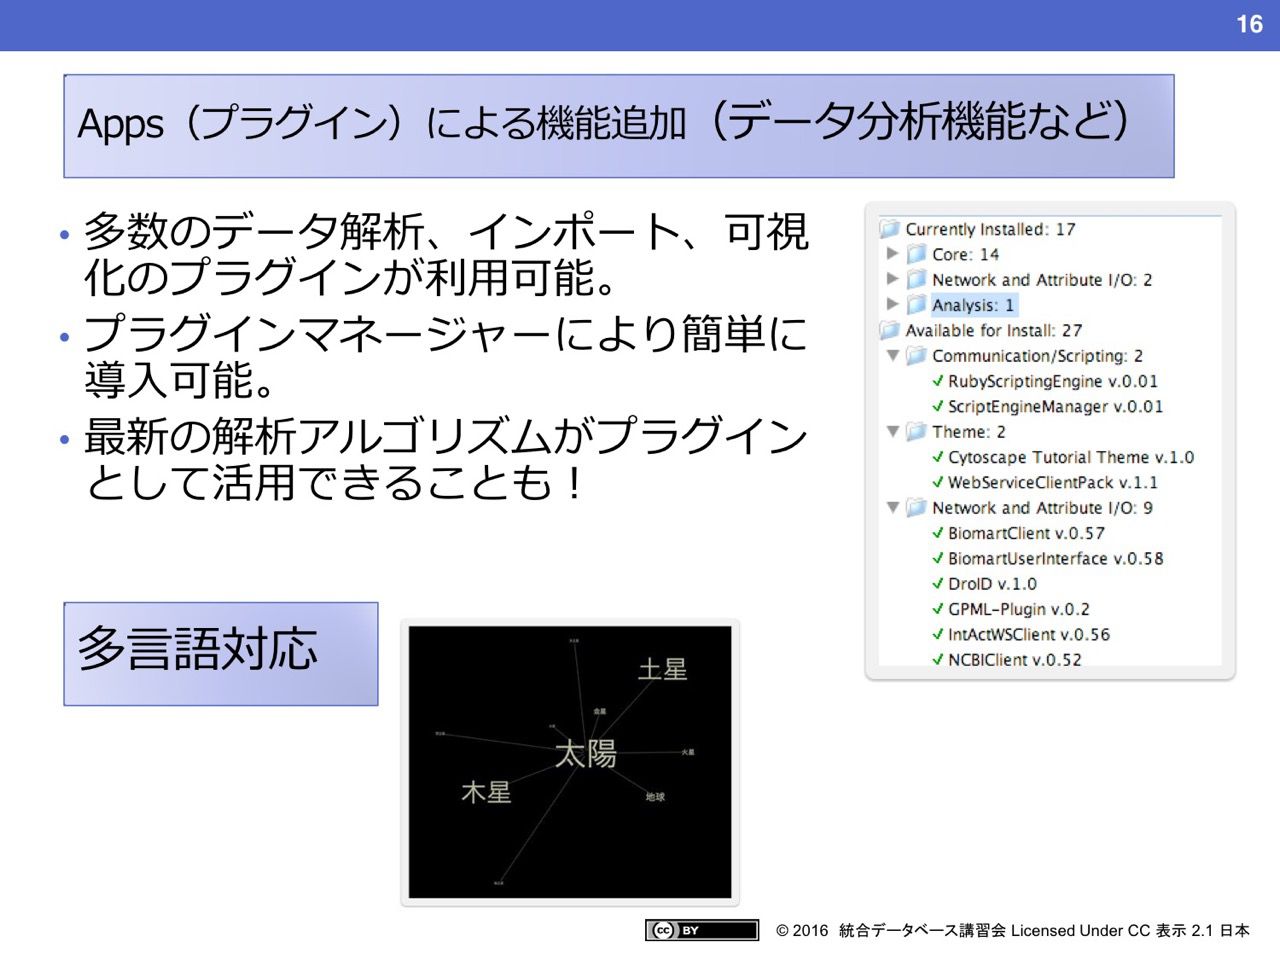 16
Apps（プラグイン）による機能追加（データ分析機能など）
• 多数のデータ解析、インポート、可視
化のプラグインが利用可能。
• プラグインマネージャーにより簡単に
導入可能。
• 最新の解析アルゴリズムがプラグイン
として活用できることも！
Currently Installed: 17
Core: 14
Network and Attribute I/O: 2
Analysis: 1
Available for Install: 27
Communication/Scripting: 2
RubyScriptingEngine v.0.01
ScriptEngineManager v.0.01
Theme: 2
Cytoscape Tutorial Theme v.1.0
WebServiceClientPack v.1.1
Network and Attribute I/O: 9
BiomartClient v.0.57
BiomartUserInterface v.0.58
DroID v.1.0
GPML-Plugin v.0.2
IntActWSClient v.0.56
NCBIClient v.0.52
多言語対応
土星
金星
太陽
火星
木星
地球
cc BY
© 2016 統合データベース講習会 Licensed Under CC 表示 2.1 日本